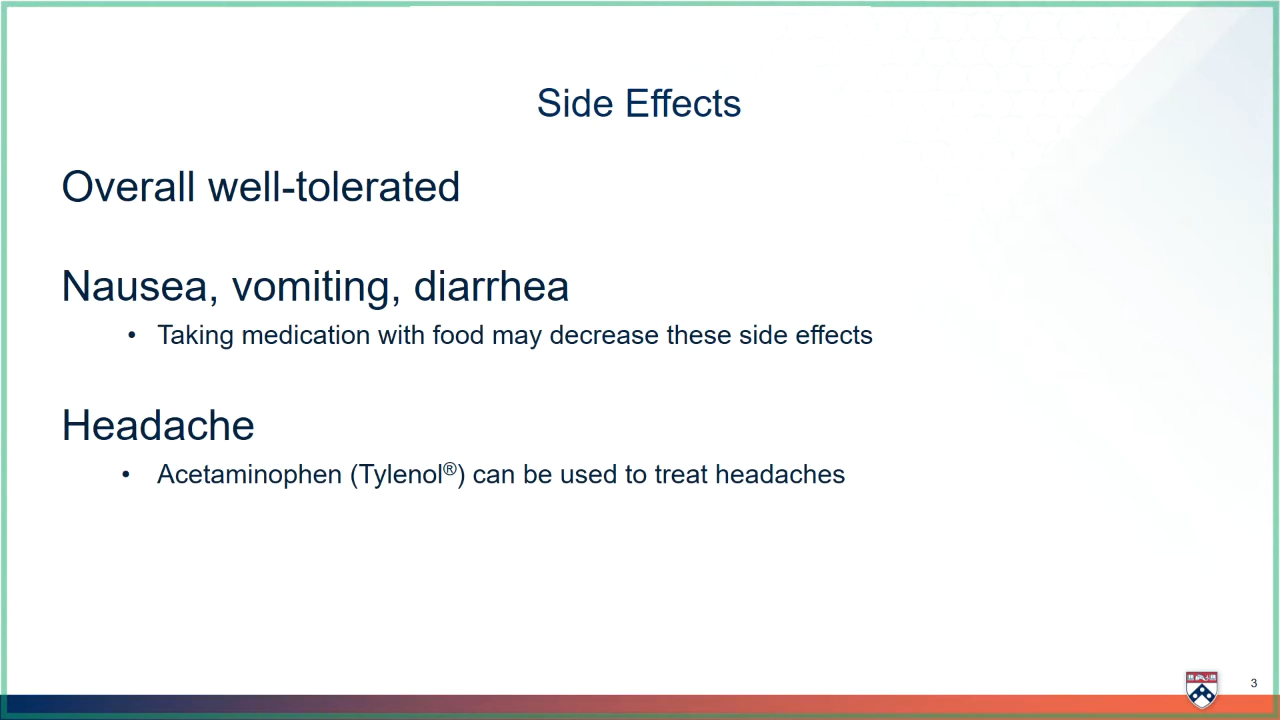 Side Effects
Overall well-tolerated
Nausea, vomiting, diarrhea
• Taking medication with food may decrease these side effects
Headache
• Acetaminophen (Tylenol®) can be used to treat headaches
3